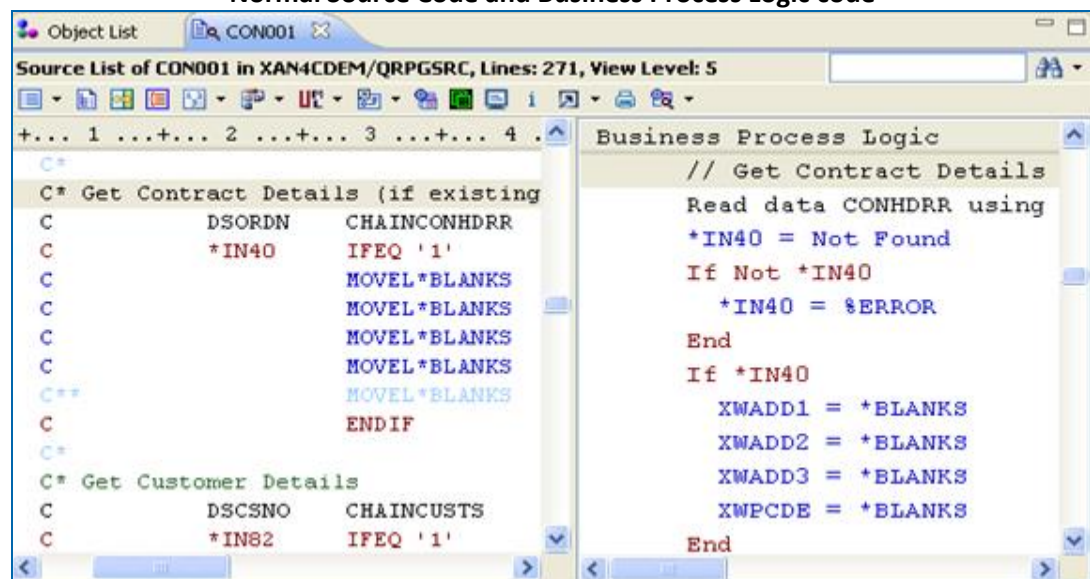 Normal Source Code and Business Process Logic code
Object List CON001
Source List of CON001 in XAN4CDEM/QRPGSRC, Lines: 271, View Level: 5
+... 1 ...+... 2 ...+... 3 ...+... 4 .
C*
C* Get Contract Details (if existing
C DSORDN CHAINCONHDRR
C *IN40 IFEQ '1'
C MOVEL*BLANKS
C MOVEL*BLANKS
C MOVEL*BLANKS
C MOVEL*BLANKS
C** MOVEL*BLANKS
C ENDIF
C*
C* Get Customer Details
C DSCSNO CHAINCUSTS
C *IN82 IFEQ '1'
Business Process Logic
// Get Contract Details
Read data CONHDRR using
*IN40 = Not Found
If Not *IN40
*IN40 = %ERROR
End
If *IN40
XWADD1 = *BLANKS
XWADD2 = *BLANKS
XWADD3 = *BLANKS
XWPCDE = *BLANKS
End